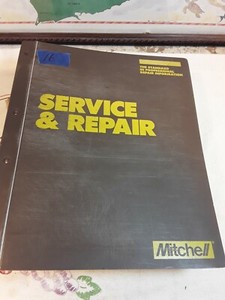 THE STANDARD
IN PROFESSIONAL
REPAIR INFORMATION
SERVICE
& REPAIR
Mitchell